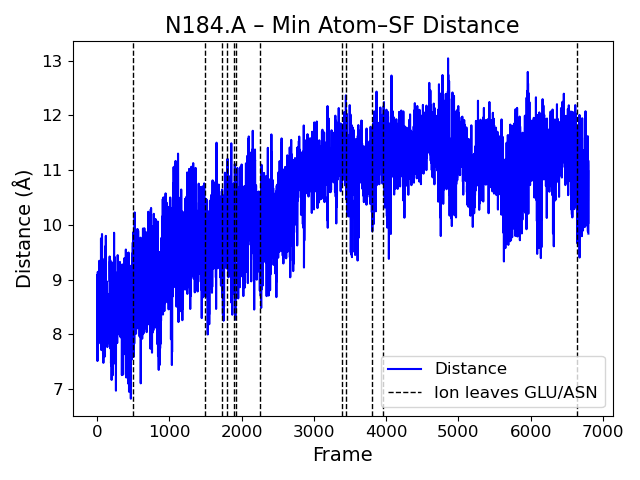 N184.A – Min Atom–SF Distance
13
12
11
10
9
8
7
Distance (Å)
Distance
Ion leaves GLU/ASN
0 1000 2000 3000 4000 5000 6000 7000
Frame